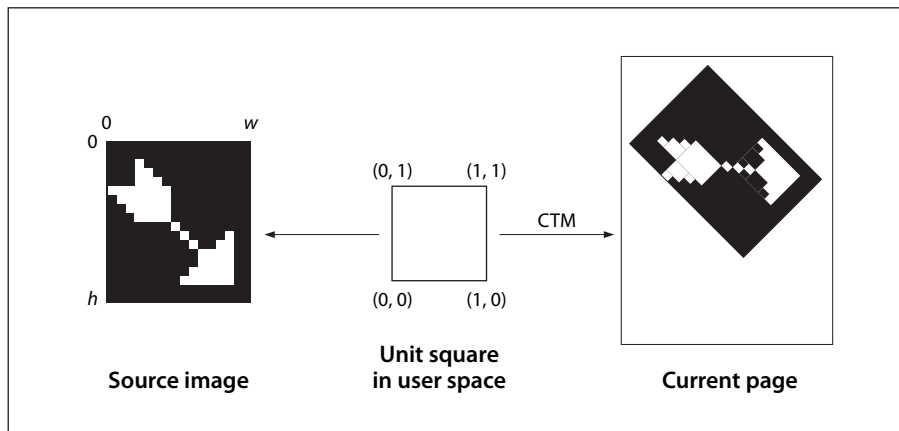 0 w
0
h
(0, 1) (1, 1)
CTM
(0, 0) (1, 0)
Source image
Unit square
in user space
Current page